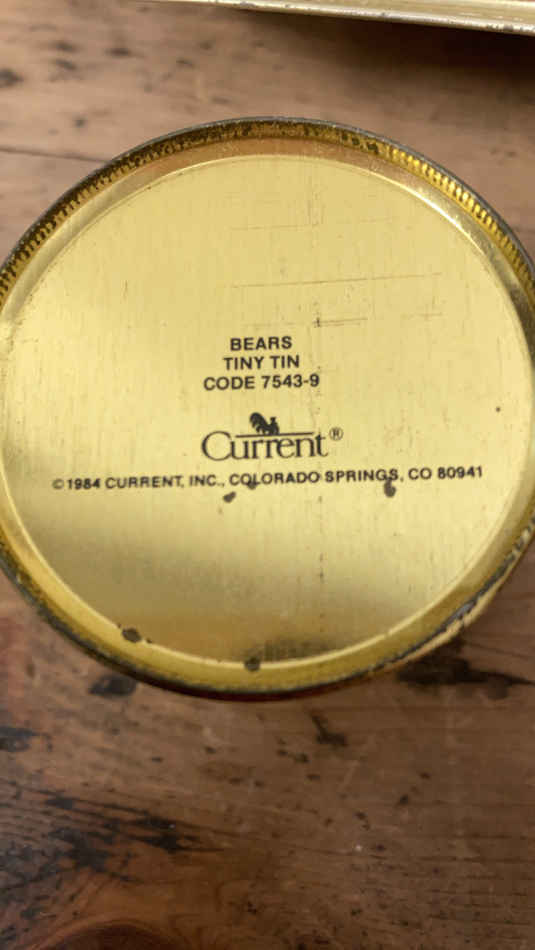 BEARS
TINY TIN
CODE 7543-9
Current®
©1984 CURRENT, INC., COLORADO SPRINGS, CO 80941